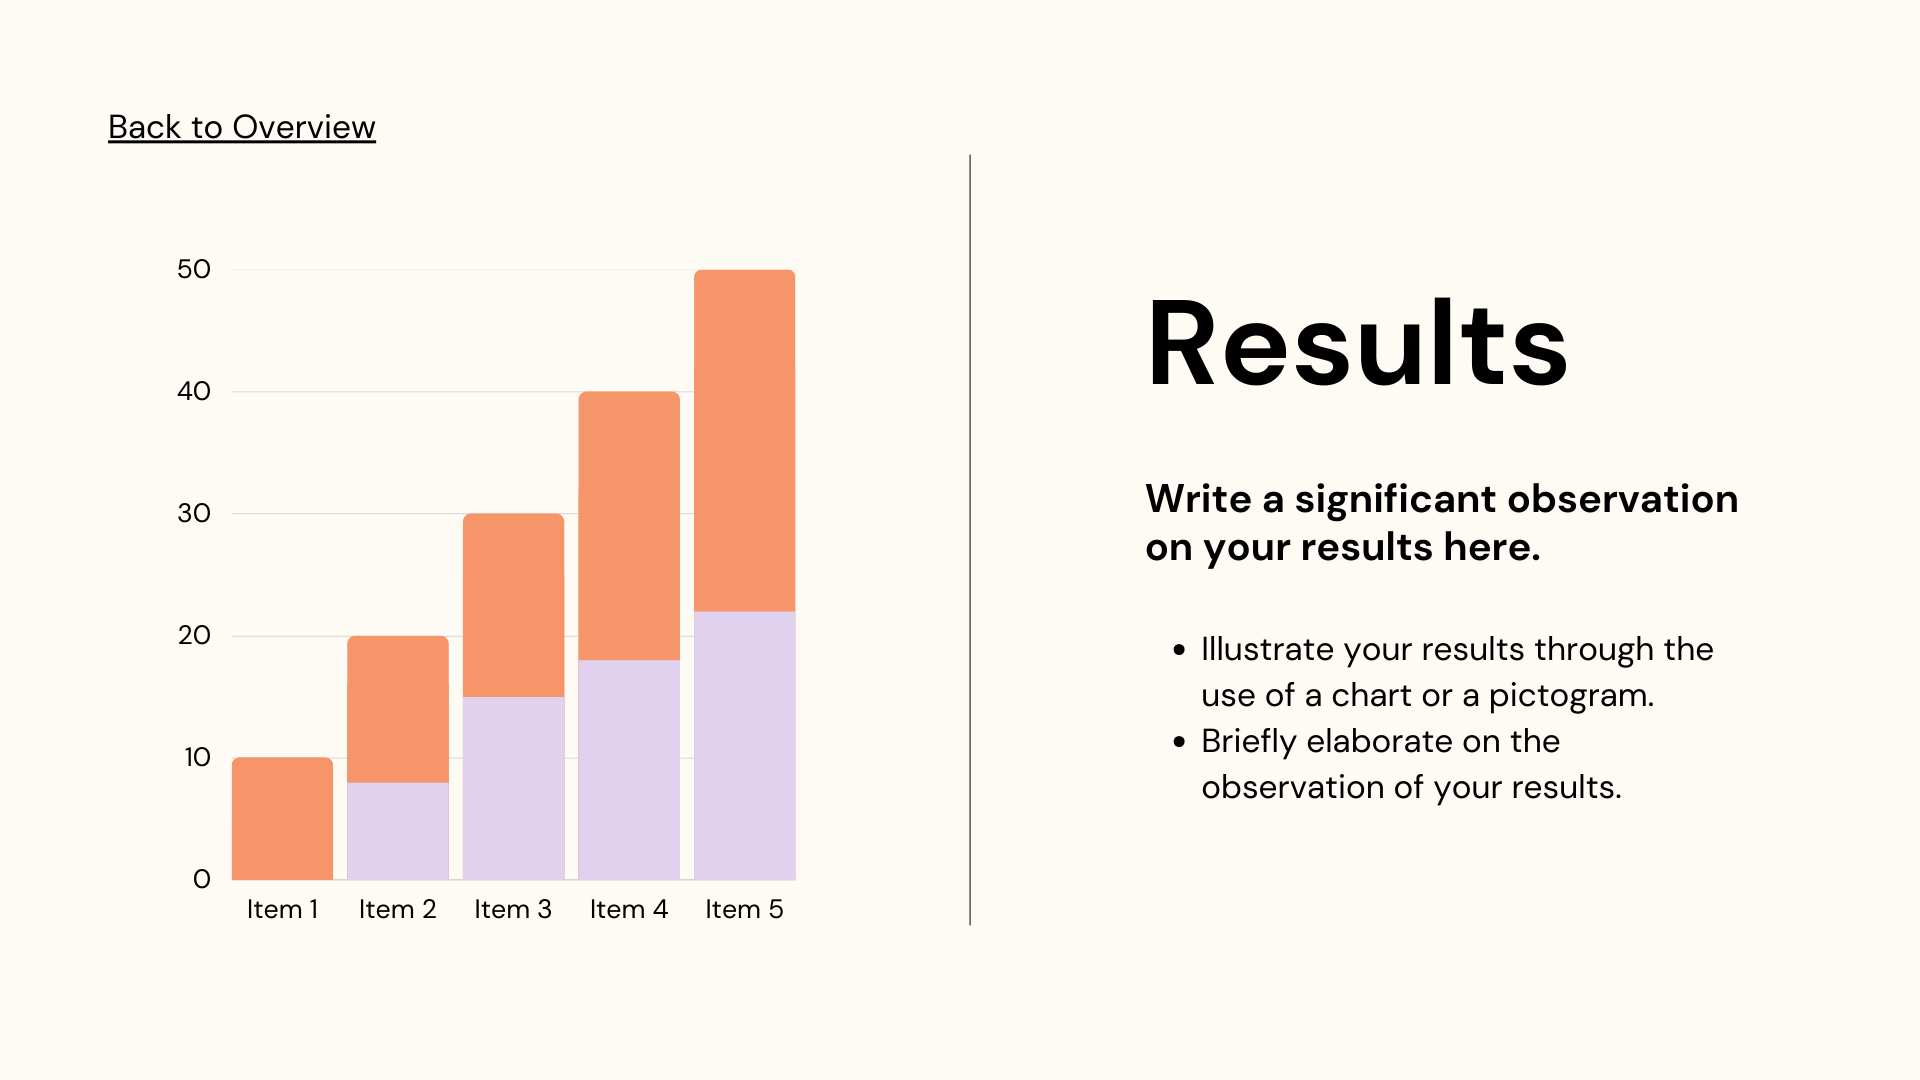 Back to Overview
50
40
30
20
10
0
Item 1
Item 2
Item 3
Item 4
Item 5
Results
Write a significant observation
on your results here.
• Illustrate your results through the
use of a chart or a pictogram.
• Briefly elaborate on the
observation of your results.